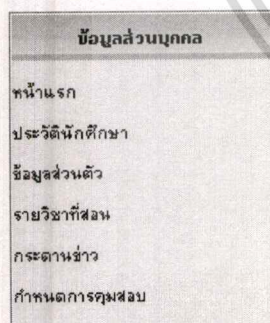 ข้อมูลส่วนบุคคล
หน้าแรก
ประวัตินักศึกษา
ข้อมูลส่วนตัว
รายวิชาที่สอน
กระดานข่าว
กำหนดการคุมสอบ